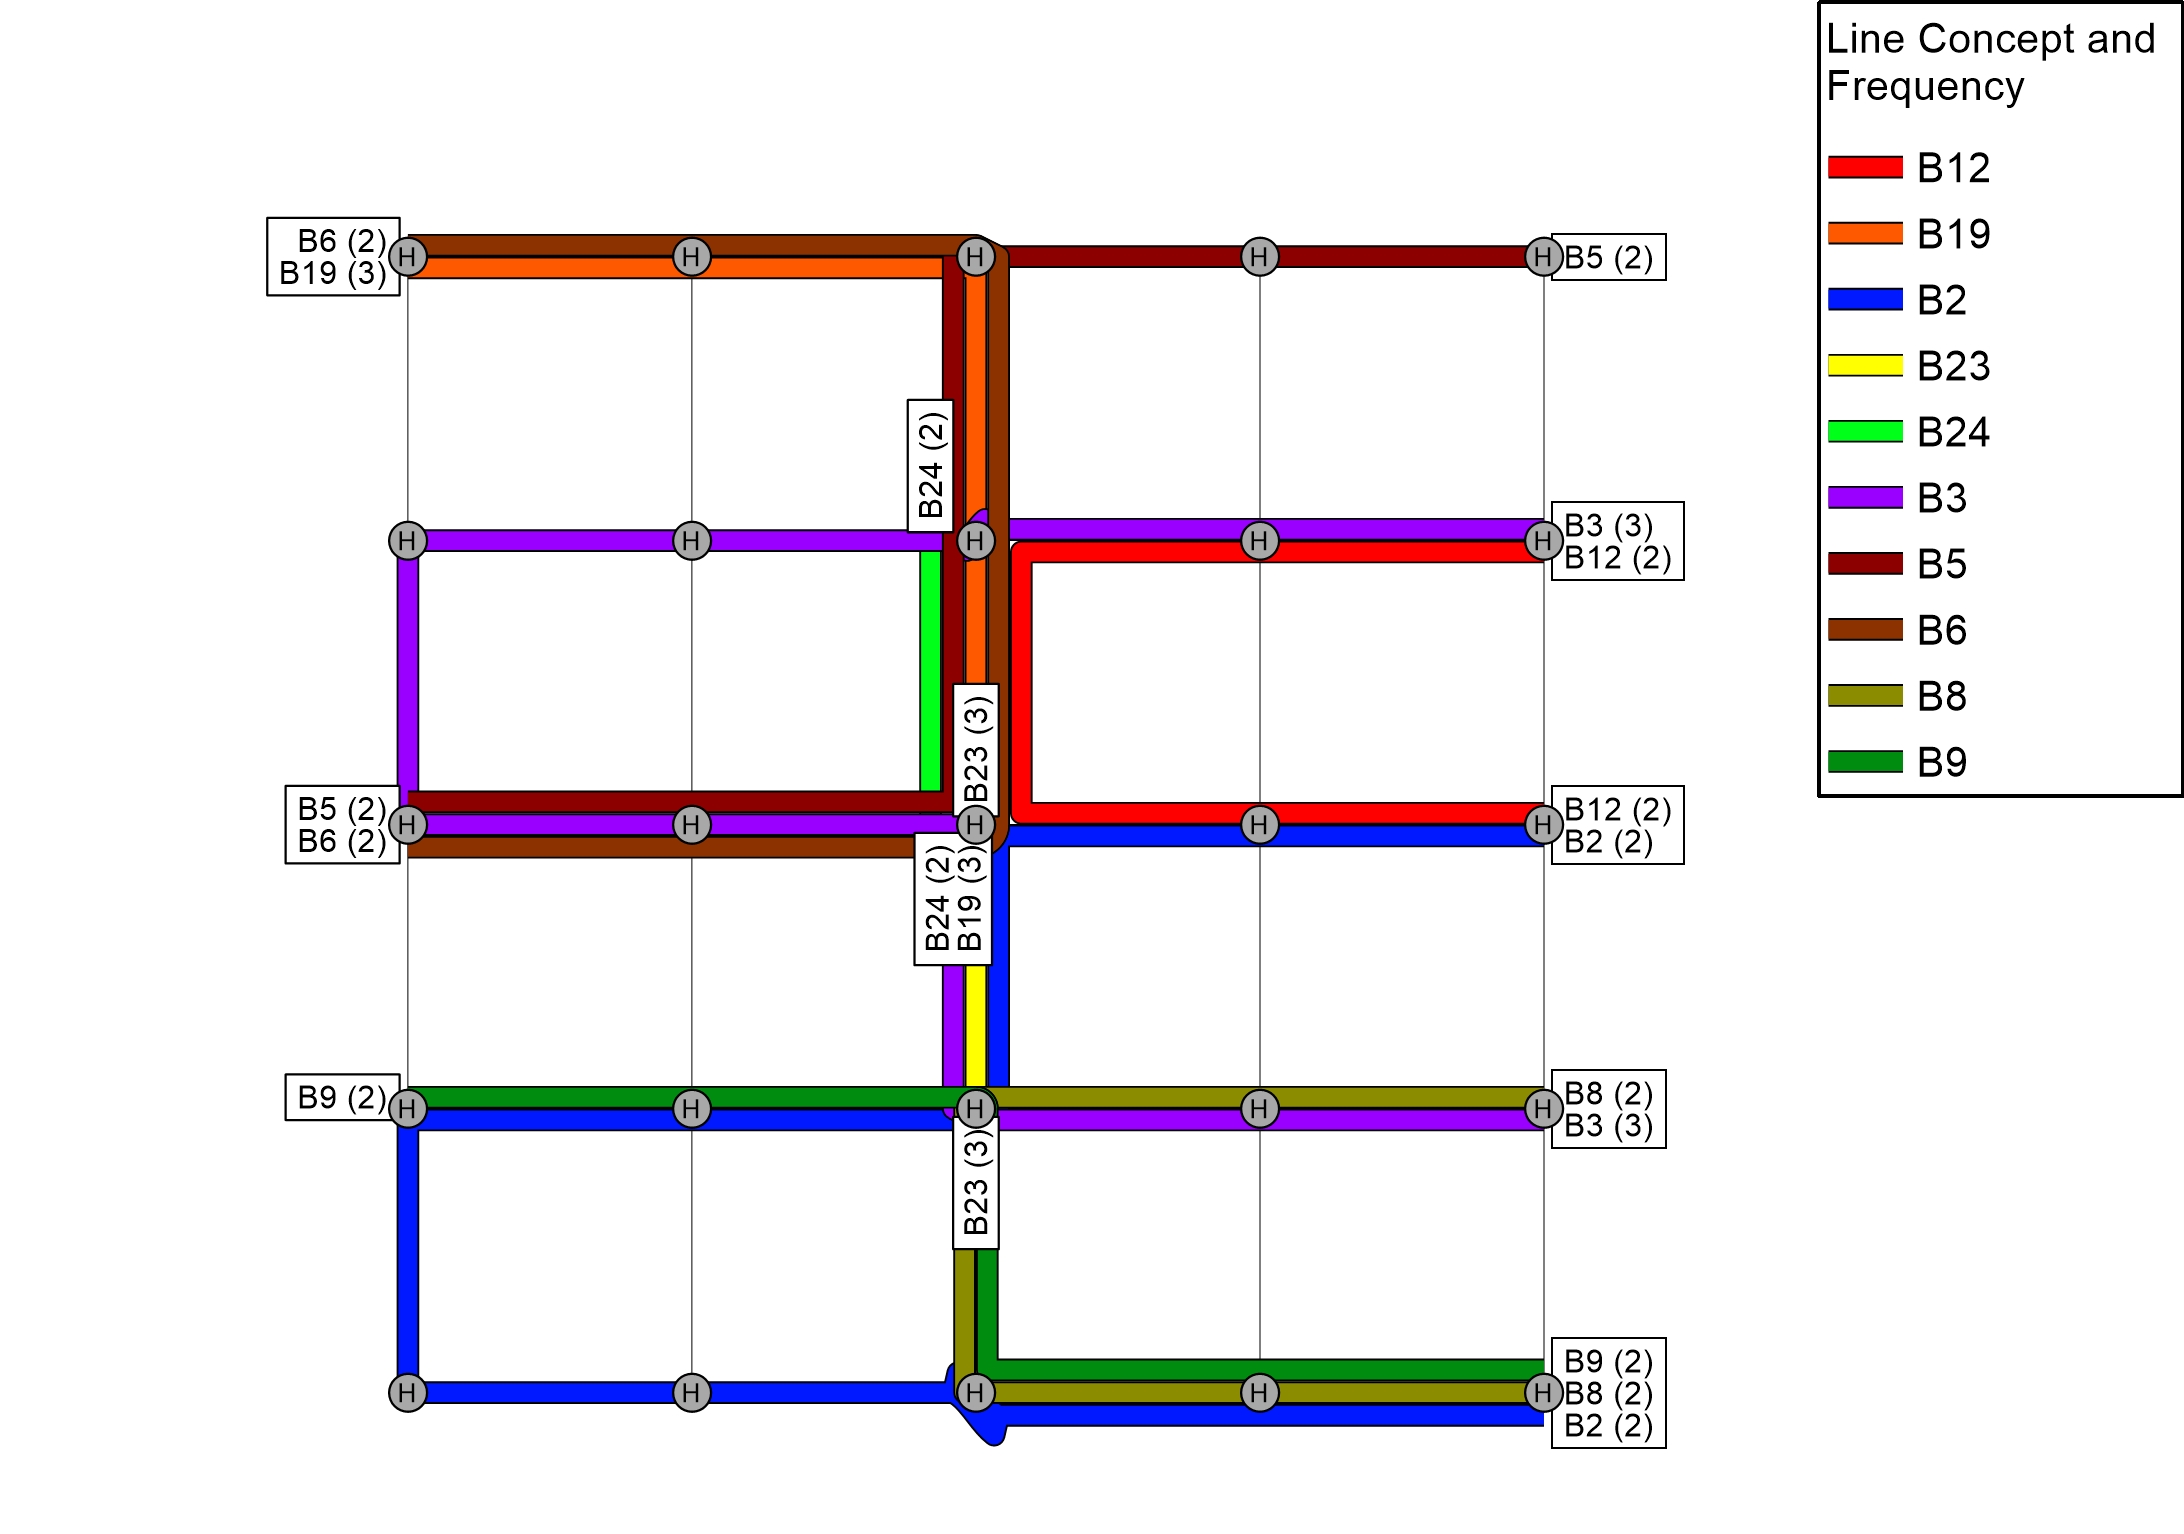 Line Concept and
Frequency
B12
B19
B2
B23
B24
B3
B5
B6
B8
B9
B6 (2)
B19 (3)
H
H
H
H
H
B5 (2)
B24 (2)
H
H
H
H
H
B3 (3)
B12 (2)
B23 (3)
B5 (2)
B6 (2)
H
H
H
H
H
B12 (2)
B2 (2)
B24 (2)
B19 (3)
B9 (2)
H
H
H
H
H
B8 (2)
B3 (3)
B23 (3)
H
H
H
H
H
B9 (2)
B8 (2)
B2 (2)